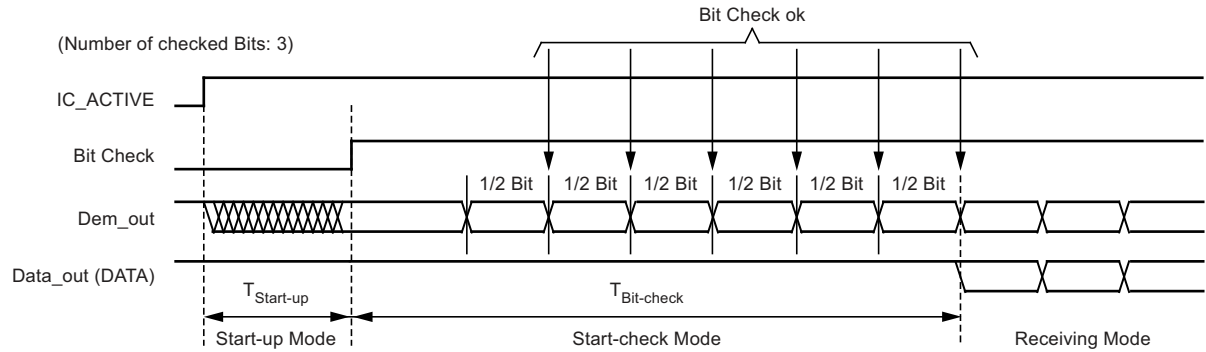 Bit Check ok
(Number of checked Bits: 3)
IC_ACTIVE
Bit Check
1/2 Bit 1/2 Bit 1/2 Bit 1/2 Bit 1/2 Bit 1/2 Bit
Dem_out
Data_out (DATA)
TStart-up TBit-check
Start-up Mode Start-check Mode Receiving Mode